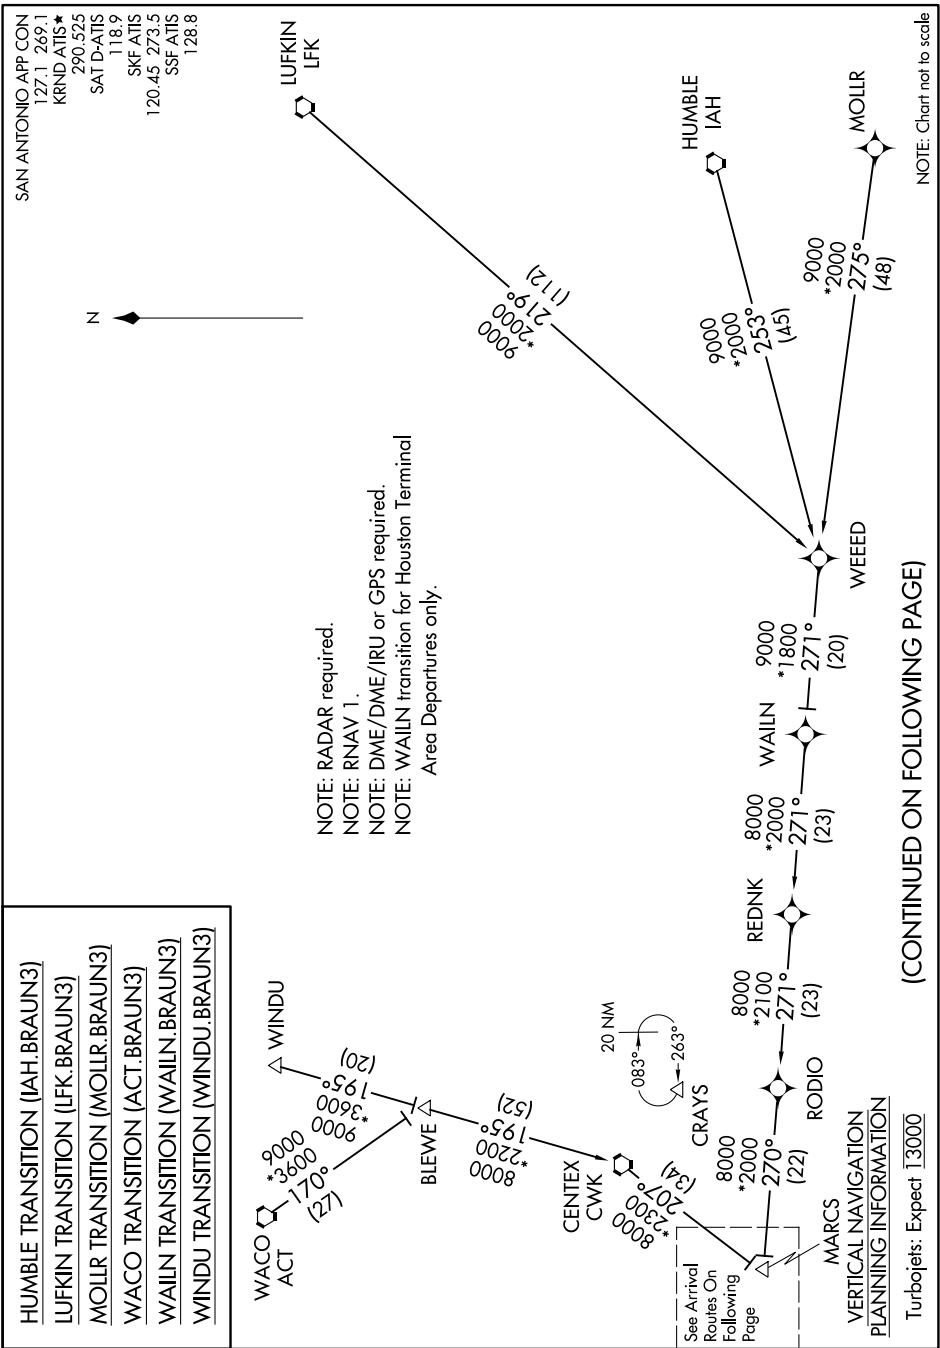 HUMBLE TRANSITION (IAH.BRAUN3)
LUFKIN TRANSITION (LFK.BRAUN3)
MOLLR TRANSITION (MOLLR.BRAUN3)
WACO TRANSITION (ACT.BRAUN3)
WAILN TRANSITION (WAILN.BRAUN3)
WINDU TRANSITION (WINDU.BRAUN3)
SAN ANTONIO APP CON
127.1 269.1
KRND ATIS★
290.525
SAT D-ATIS
118.9
SKF ATIS
120.45 273.5
SSF ATIS
128.8
N
LUFKIN
LFK
9000
*2000
219°
(112)
HUMBLE
IAH
9000
*2000
253°
(45)
MOLLR
9000
*2000
275°
(48)
NOTE: RADAR required.
NOTE: RNAV 1.
NOTE: DME/DME/IRU or GPS required.
NOTE: WAILN transition for Houston Terminal
Area Departures only.
WACO
ACT
9000
*3600
170°
(27)
WINDU
9000
*3600
195°
(20)
BLEWE
8000
*2200
195°
(52)
CENTEX
CWK
8000
*2300
207°
(34)
20 NM
083°
263°
CRAYS
WEEED
9000
*1800
271°
(20)
WAILN
8000
*2000
271°
(23)
REDNK
8000
*2100
271°
(23)
RODIO
8000
*2000
270°
(22)
See Arrival
Routes On
Following
Page
MARCS
VERTICAL NAVIGATION
PLANNING INFORMATION
Turbojets: Expect 13000
(CONTINUED ON FOLLOWING PAGE)
NOTE: Chart not to scale